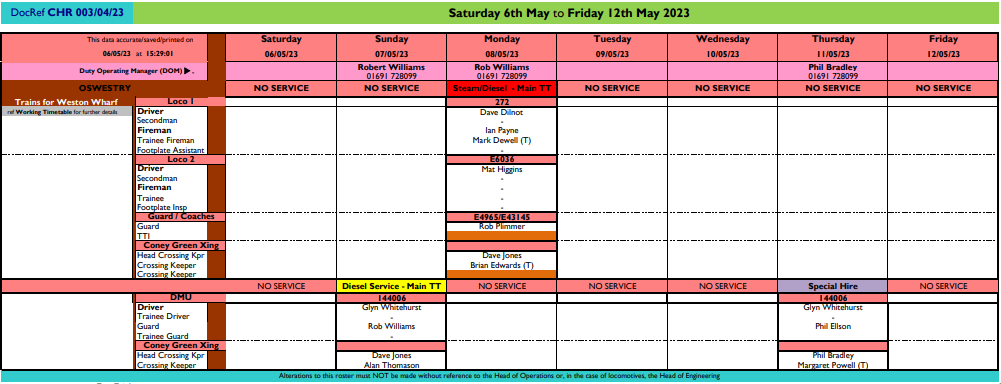 DocRef CHR 003/04/23 Saturday 6th May to Friday 12th May 2023
This data accurate/saved/printed on Saturday Sunday Monday Tuesday Wednesday Thursday Friday
06/05/23 at 15:29:01 06/05/23 07/05/23 08/05/23 09/05/23 10/05/23 11/05/23 12/05/23
Duty Operating Manager (DOM) ▶. Robert Williams Rob Williams Phil Bradley
01691 728099 01691 728099 01691 728099
OSWESTRY NO SERVICE NO SERVICE Steam/Diesel - Main TT NO SERVICE NO SERVICE NO SERVICE NO SERVICE
Trains for Weston Wharf Loco 1 272
ref Working Timetable for further details Driver Dave Dilnot
Secondman -
Fireman Ian Payne
Trainee Fireman Mark Dewell (T)
Footplate Assistant -
Loco 2 E6036
Driver Mat Higgins
Secondman -
Fireman -
Trainee -
Footplate Insp -
Guard / Coaches E4965/E43145
Guard Rob Plimmer
TTI
Coney Green Xing
Head Crossing Kpr Dave Jones
Crossing Keeper Brian Edwards (T)
Crossing Keeper
NO SERVICE Diesel Service - Main TT NO SERVICE NO SERVICE NO SERVICE Special Hire NO SERVICE
DMU 144006 144006
Driver Glyn Whitehurst Glyn Whitehurst
Trainee Driver - -
Guard Rob Williams Phil Ellson
Trainee Guard
Coney Green Xing
Head Crossing Kpr Dave Jones Phil Bradley
Crossing Keeper Alan Thomason Margaret Powell (T)
Alterations to this roster must NOT be made without reference to the Head of Operations or, in the case of locomotives, the Head of Engineering